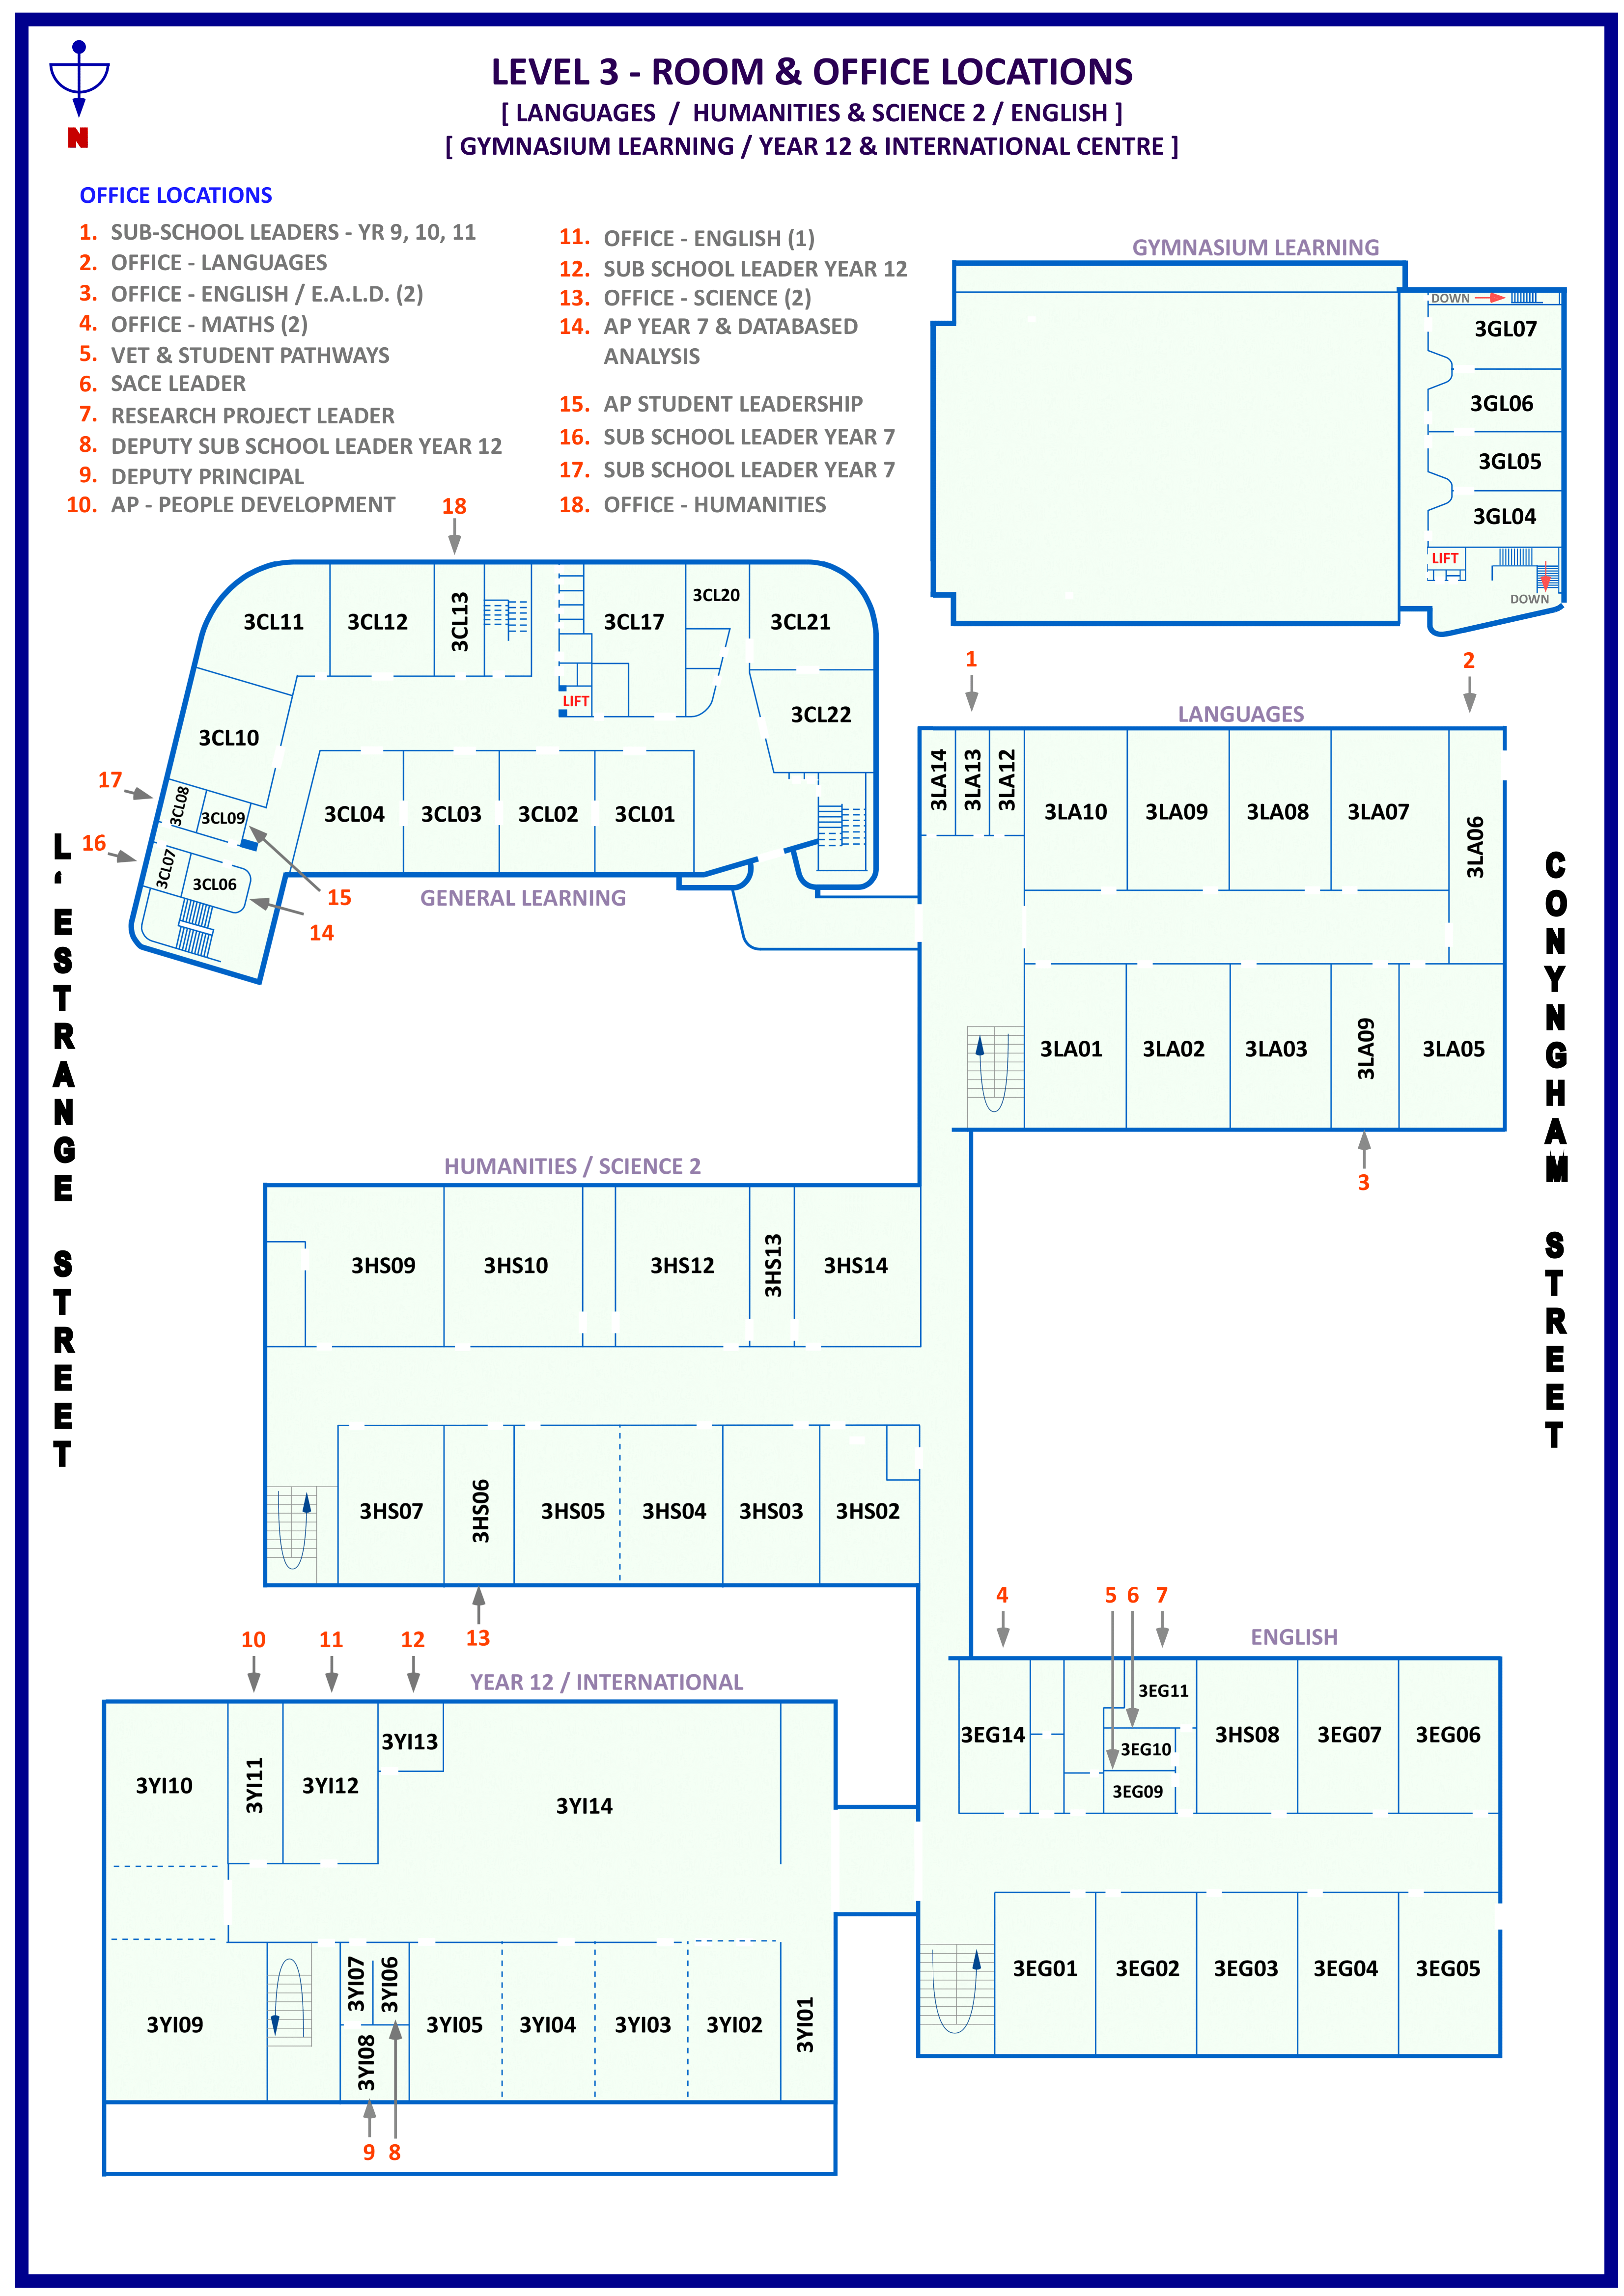 LEVEL 3 - ROOM & OFFICE LOCATIONS
[ LANGUAGES / HUMANITIES & SCIENCE 2 / ENGLISH ]
[ GYMNASIUM LEARNING / YEAR 12 & INTERNATIONAL CENTRE ]
N
OFFICE LOCATIONS
1. SUB-SCHOOL LEADERS - YR 9, 10, 11
2. OFFICE - LANGUAGES
3. OFFICE - ENGLISH / E.A.L.D. (2)
4. OFFICE - MATHS (2)
5. VET & STUDENT PATHWAYS
6. SACE LEADER
7. RESEARCH PROJECT LEADER
8. DEPUTY SUB SCHOOL LEADER YEAR 12
9. DEPUTY PRINCIPAL
10. AP - PEOPLE DEVELOPMENT
11. OFFICE - ENGLISH (1)
12. SUB SCHOOL LEADER YEAR 12
13. OFFICE - SCIENCE (2)
14. AP YEAR 7 & DATABASED
ANALYSIS
15. AP STUDENT LEADERSHIP
16. SUB SCHOOL LEADER YEAR 7
17. SUB SCHOOL LEADER YEAR 7
18. OFFICE - HUMANITIES
GYMNASIUM LEARNING
DOWN
3GL07
3GL06
3GL05
3GL04
LIFT
DOWN
18
3CL11
3CL12
3CL13
3CL17
3CL20
3CL21
LIFT
3CL22
3CL10
17
3CL08
3CL09
3CL04
3CL03
3CL02
3CL01
16
3CL07
3CL06
15
14
GENERAL LEARNING
L‘ESTRANGE STREET
CONYNGHAM STREET
1
2
LANGUAGES
3LA14
3LA13
3LA12
3LA10
3LA09
3LA08
3LA07
3LA06
3LA01
3LA02
3LA03
3LA09
3LA05
3
HUMANITIES / SCIENCE 2
3HS09
3HS10
3HS12
3HS13
3HS14
3HS07
3HS06
3HS05
3HS04
3HS03
3HS02
13
4
5
6
7
ENGLISH
3EG14
3EG11
3EG10
3EG09
3HS08
3EG07
3EG06
3EG01
3EG02
3EG03
3EG04
3EG05
10
11
12
YEAR 12 / INTERNATIONAL
3YI10
3YI11
3YI12
3YI13
3YI14
3YI09
3YI07
3YI06
3YI08
3YI05
3YI04
3YI03
3YI02
3YI01
9
8